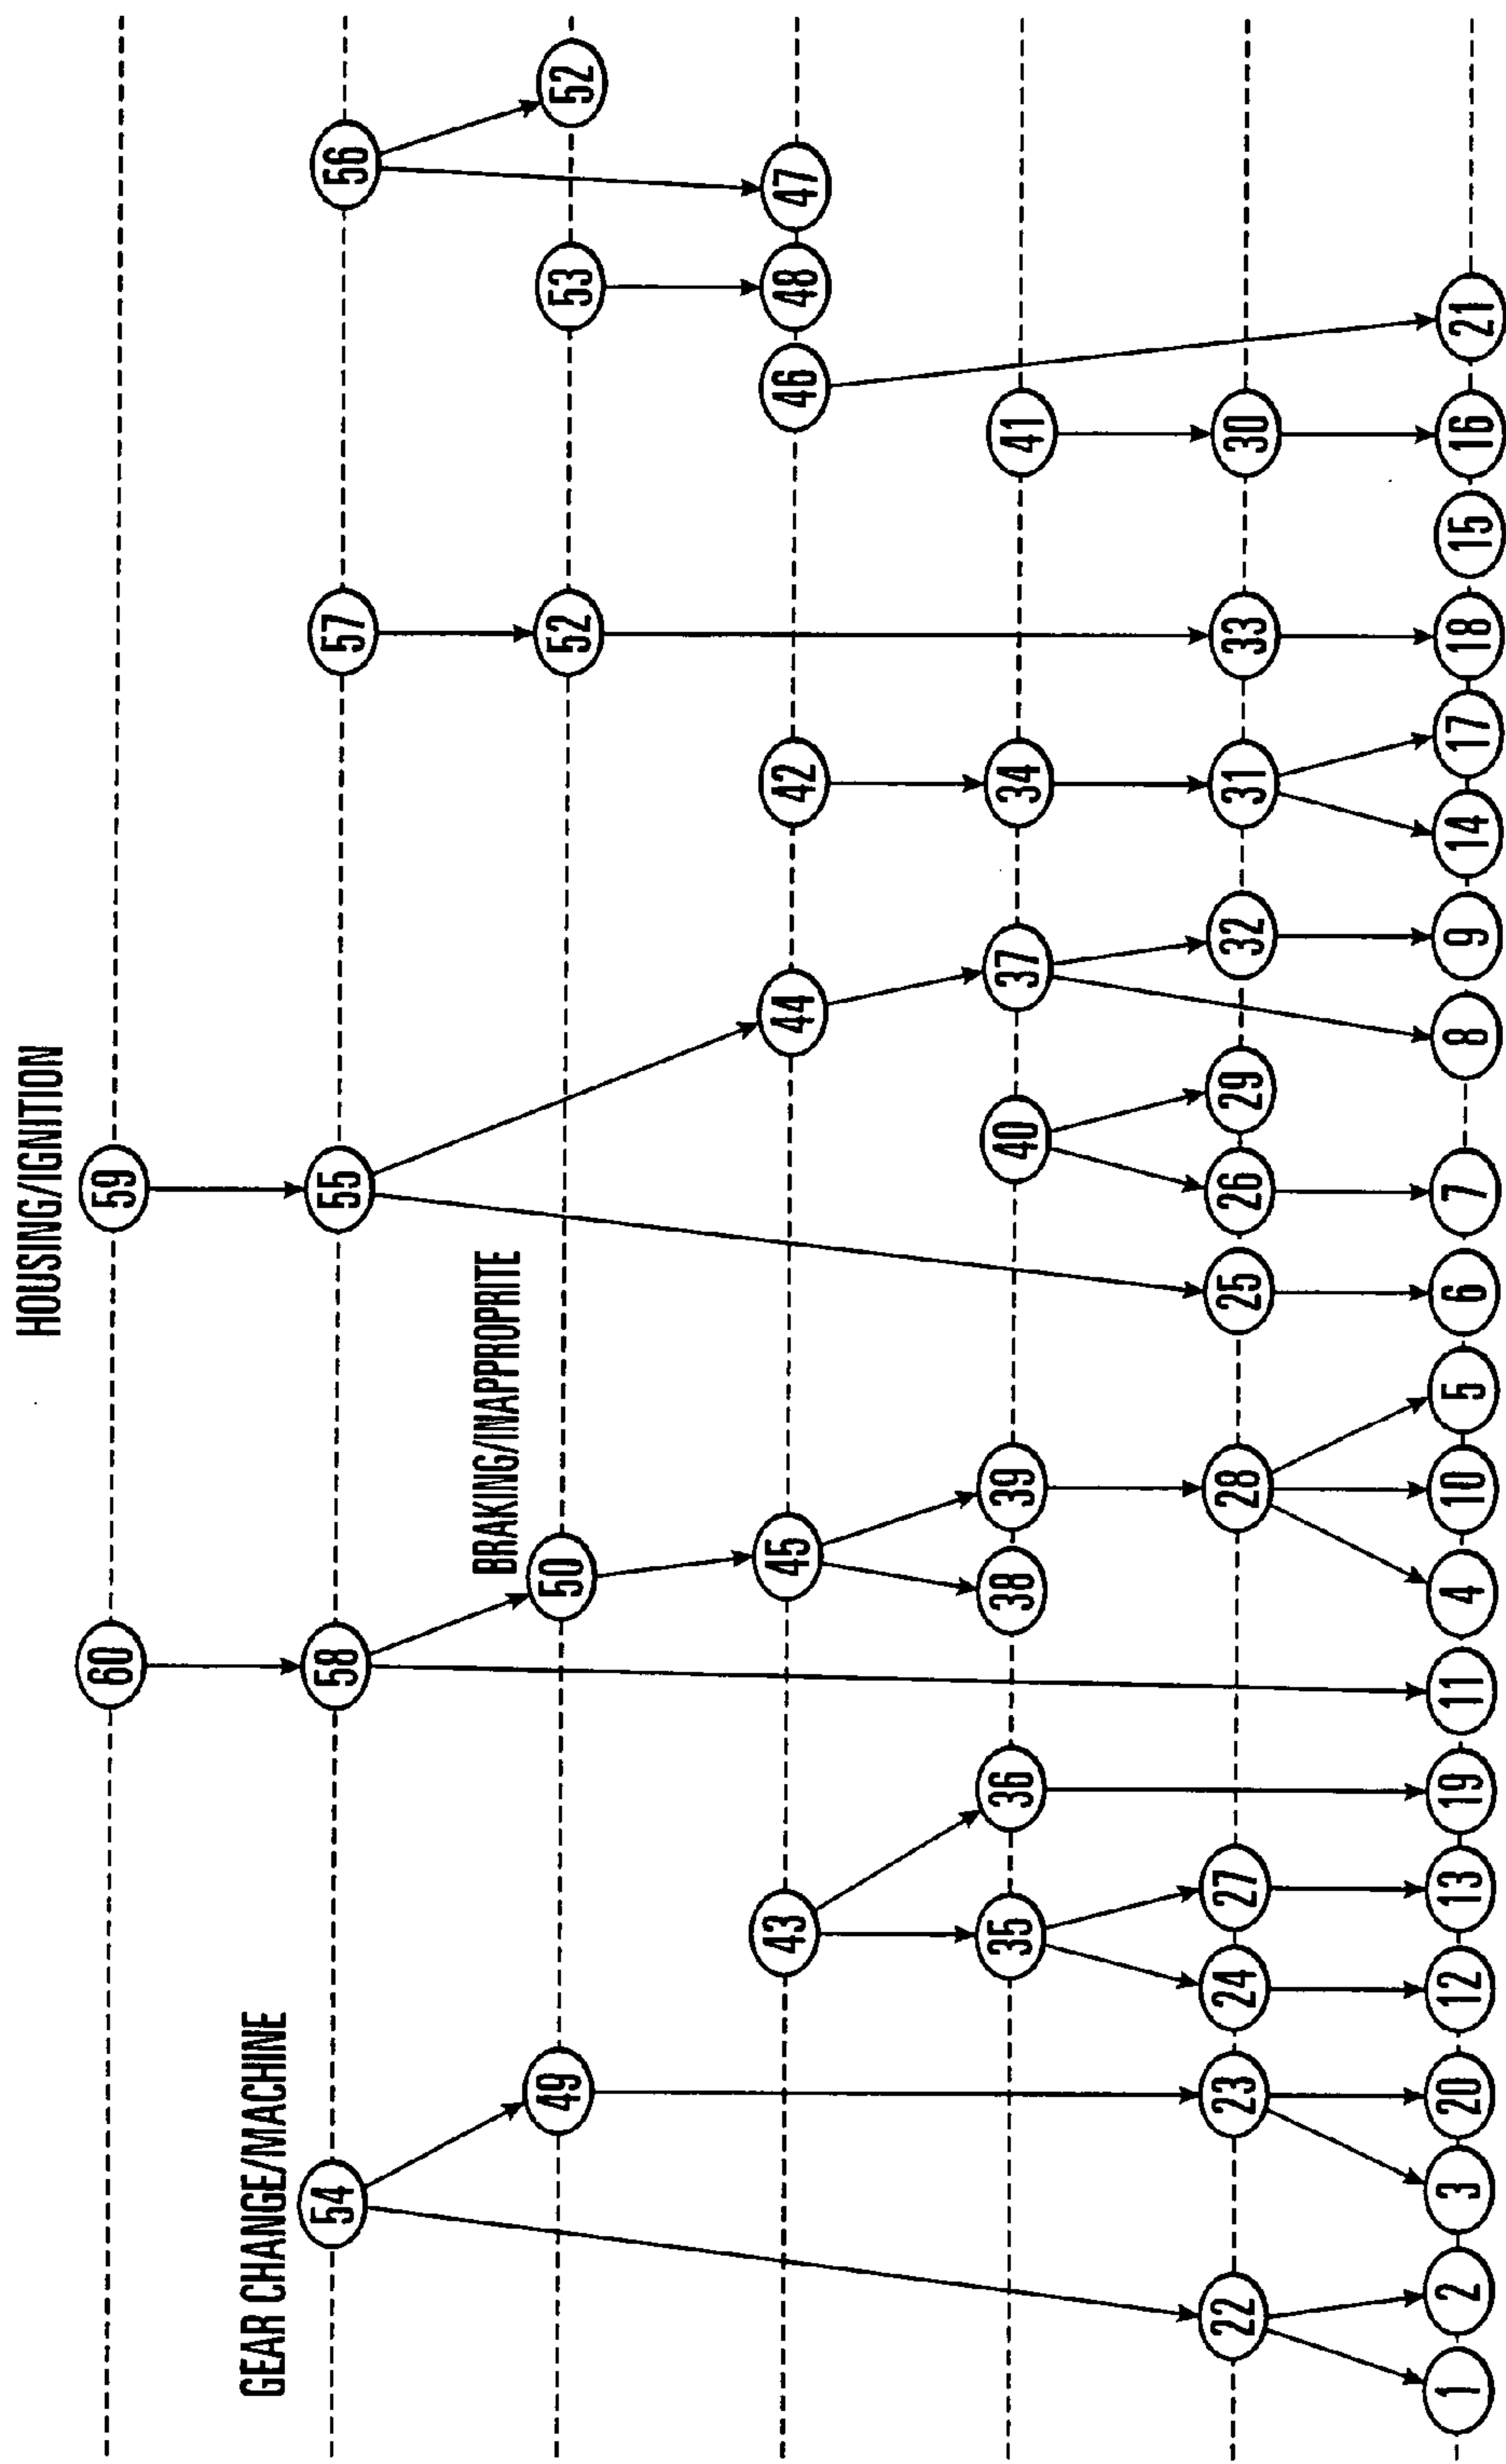 HOUSING/IGNITION
60 59
GEAR CHANGE/MACHINE
54 58 55 57 56
BRAKING/INAPPROPRITE
49 50 52 53 52
43 45 44 42 46 48 47
35 36 38 39 40 37 34 41
22 23 24 27 28 25 26 29 32 31 33 30
1 2 3 20 12 13 19 11 4 10 5 6 7 8 9 14 17 18 15 16 21